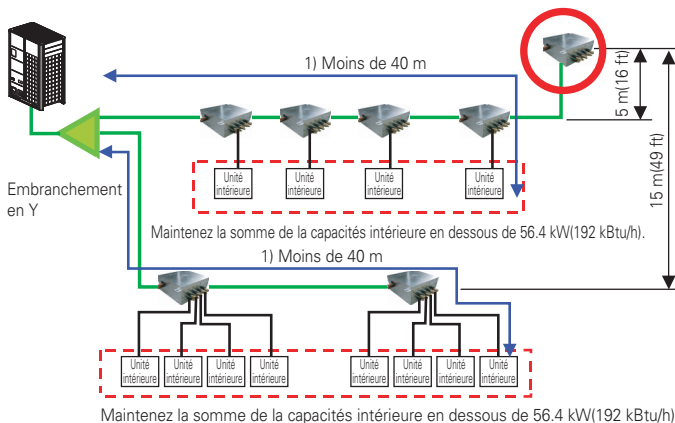 1) Moins de 40 m
5 m(16 ft)
15 m(49 ft)
Unité
intérieure
Unité
intérieure
Unité
intérieure
Unité
intérieure
Embranchement
en Y
Maintenez la somme de la capacités intérieure en dessous de 56.4 kW(192 kBtu/h).
1) Moins de 40 m
Unité
intérieure
Unité
intérieure
Unité
intérieure
Unité
intérieure
Unité
intérieure
Unité
intérieure
Unité
intérieure
Unité
intérieure
Maintenez la somme de la capacités intérieure en dessous de 56.4 kW(192 kBtu/h)